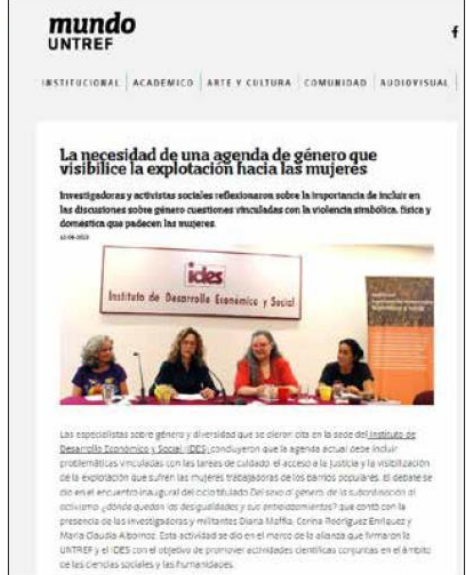 mundo
UNTREF
INSTITUCIONAL ACADEMICO ARTE Y CULTURA COMUNIDAD AUDIOVISUAL
La necesidad de una agenda de género que
visibilice la explotación hacia las mujeres
Investigadoras y activistas sociales reflexionaron sobre la importancia de incluir en
las discusiones sobre género cuestiones vinculadas con la violencia simbólica, física y
doméstica que padecen las mujeres.
ides
Instituto de Desarrollo Económico y Social
Las especialistas sobre género y diversidad que se dieron cita en la sede del Instituto de
Desarrollo Económico y Social (IDES) concluyeron que la agenda actual debe incluir
problemáticas vinculadas con las tareas de cuidado, el acceso a la justicia y la visibilización
de la explotación que sufren las mujeres trabajadoras de los barrios populares. El debate se
dio en el encuentro inaugural del ciclo titulado Del sexo al género, de la subordinación al
activismo ¿dónde quedan las desigualdades y sus entrelazamientos? que contó con la
presencia de las investigadoras y militantes Diana Maffia, Corina Rodríguez Enríquez y
María Claudia Albornoz. Esta actividad se dio en el marco de la alianza que firmaron la
UNTREF y el IDES con el objetivo de promover actividades científicas conjuntas en el ámbito
de las ciencias sociales y las humanidades.